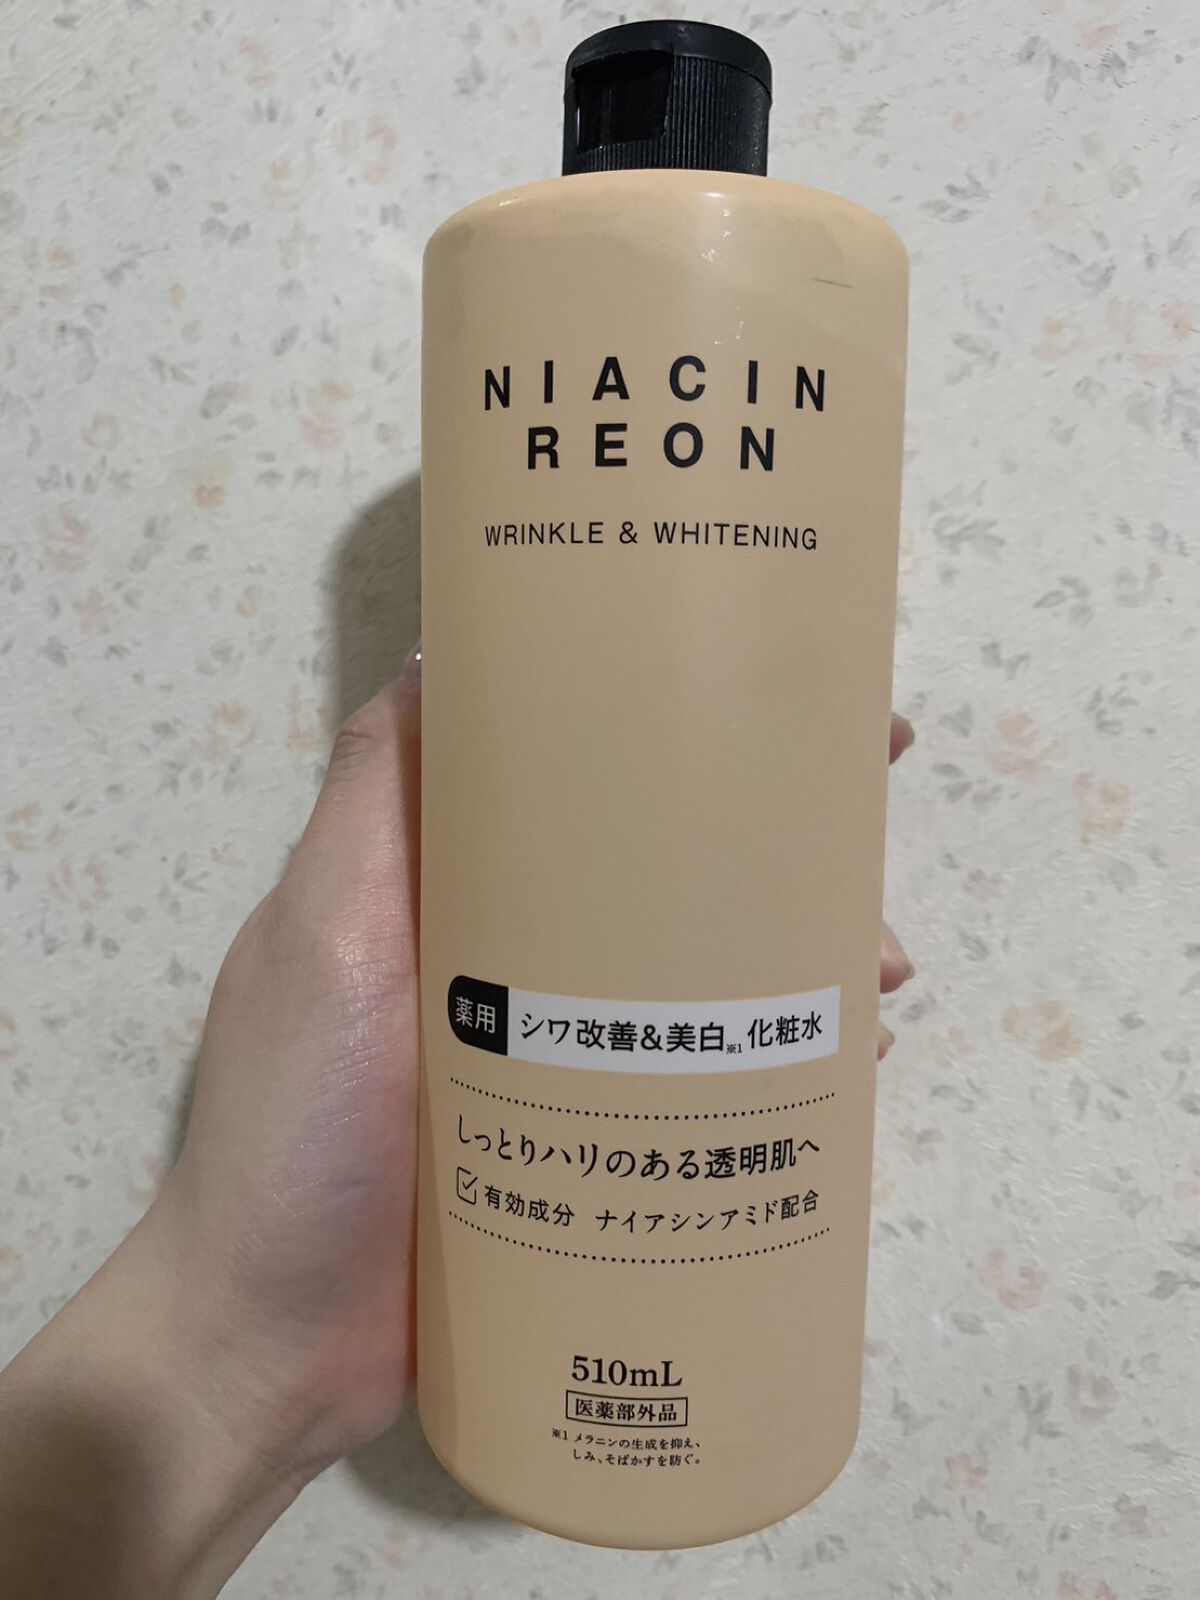 NIACIN
REON
WRINKLE & WHITENING
薬用 シワ改善&美白※1 化粧水
しっとりハリのある透明肌へ
有効成分 ナイアシンアミド配合
510mL
医薬部外品
※1 メラニンの生成を抑え、
しみ、そばかすを防ぐ。